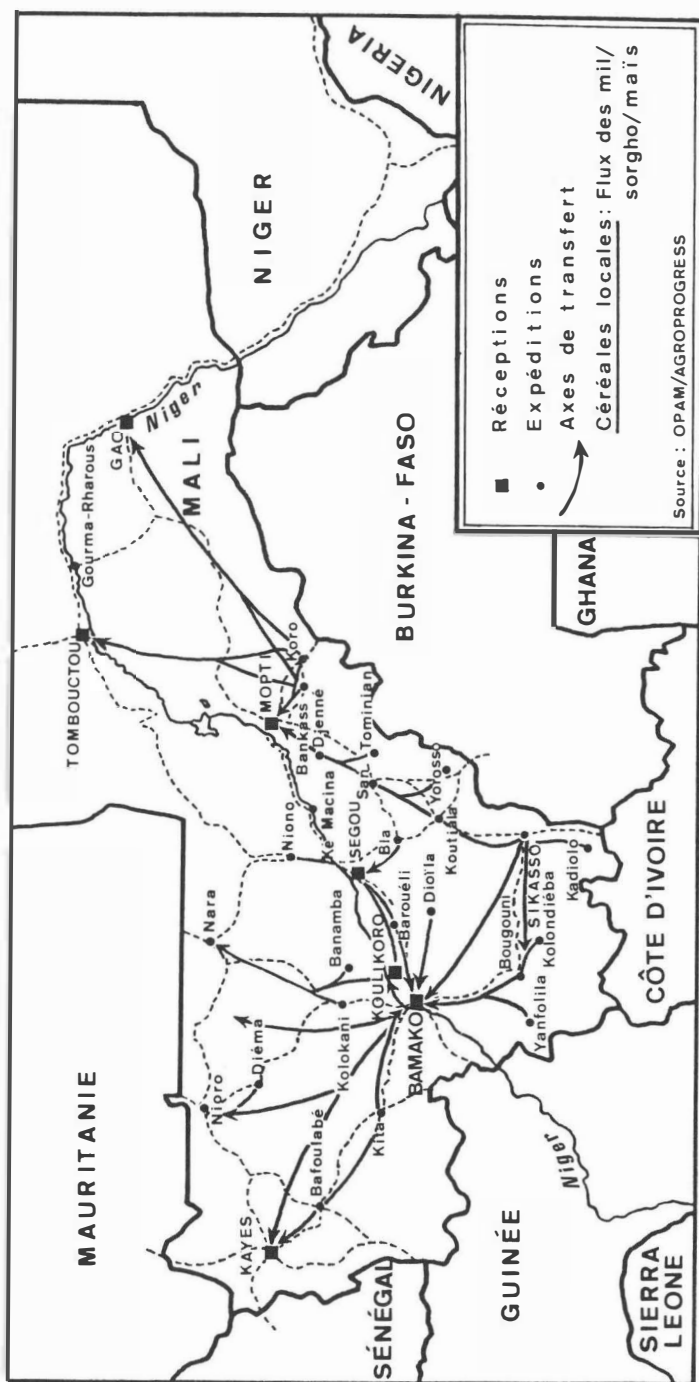 MAURITANIE
NIGER
NIGERIA
MALI
BURKINA - FASO
GHANA
CÔTE D'IVOIRE
GUINÉE
SÉNÉGAL
SIERRA
LEONE
Niger
Niger
TOMBOUCTOU
Gourma-Rharous
GAO
MOPTI
Koro
Bankass
Djenné
Tominian
San
Ké Macina
Niono
SEGOU
Bla
Yorosso
Koutiala
Nara
Banamba
KOULIKORO
Barouéli
Dioïla
BAMAKO
Bougouni
SIKASSO
Kolondiéba
Kadiolo
Yanfolila
Kolokani
Diéma
Nioro
Kita
Bafoulabé
KAYES
Réceptions
Expéditions
Axes de transfert
Céréales locales: Flux des mil/
sorgho/maïs
Source : OPAM/AGROPROGRESS